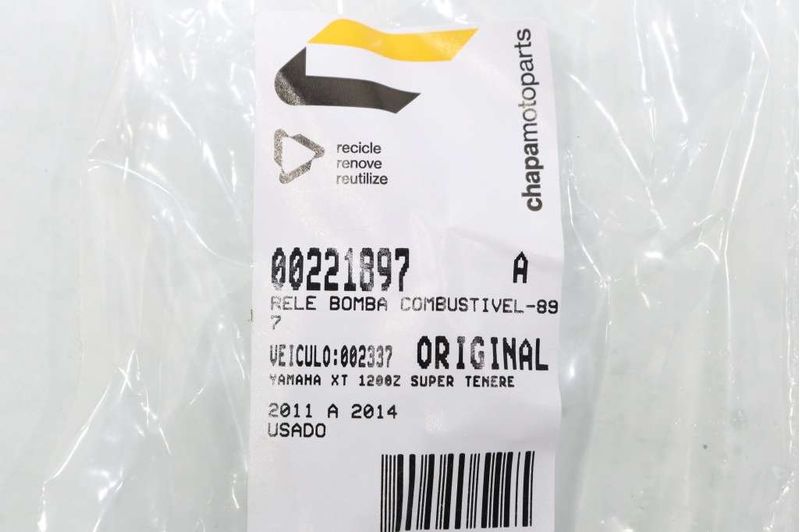 chapamotoparts
recicle
renove
reutilize
00221897 A
RELE BOMBA COMBUSTIVEL-89
7
VEICULO:002337 ORIGINAL
YAMAHA XT 1200Z SUPER TENERE
2011 A 2014
USADO